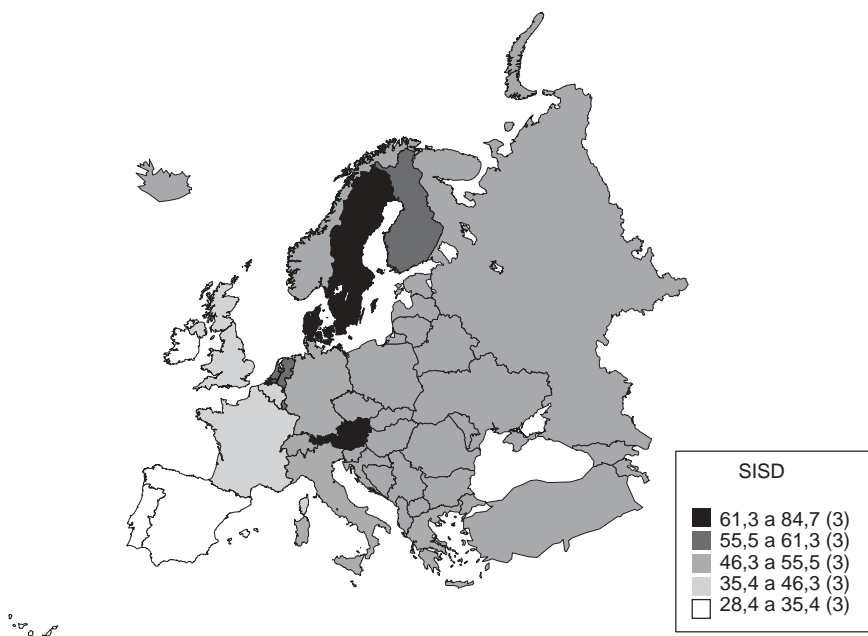 SISD
61,3 a 84,7 (3)
55,5 a 61,3 (3)
46,3 a 55,5 (3)
35,4 a 46,3 (3)
28,4 a 35,4 (3)